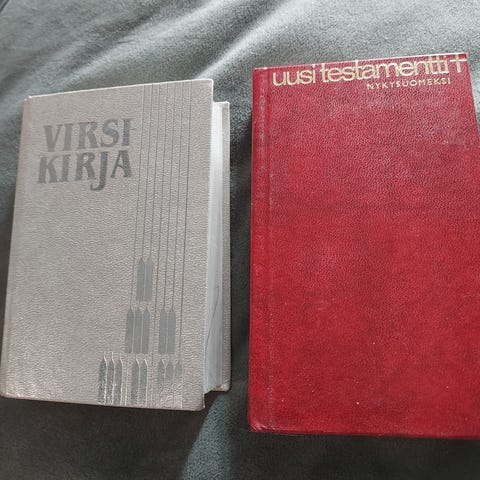 VIRSI
KIRJA
uusi testamentti+
NYKYSUOMEKSI